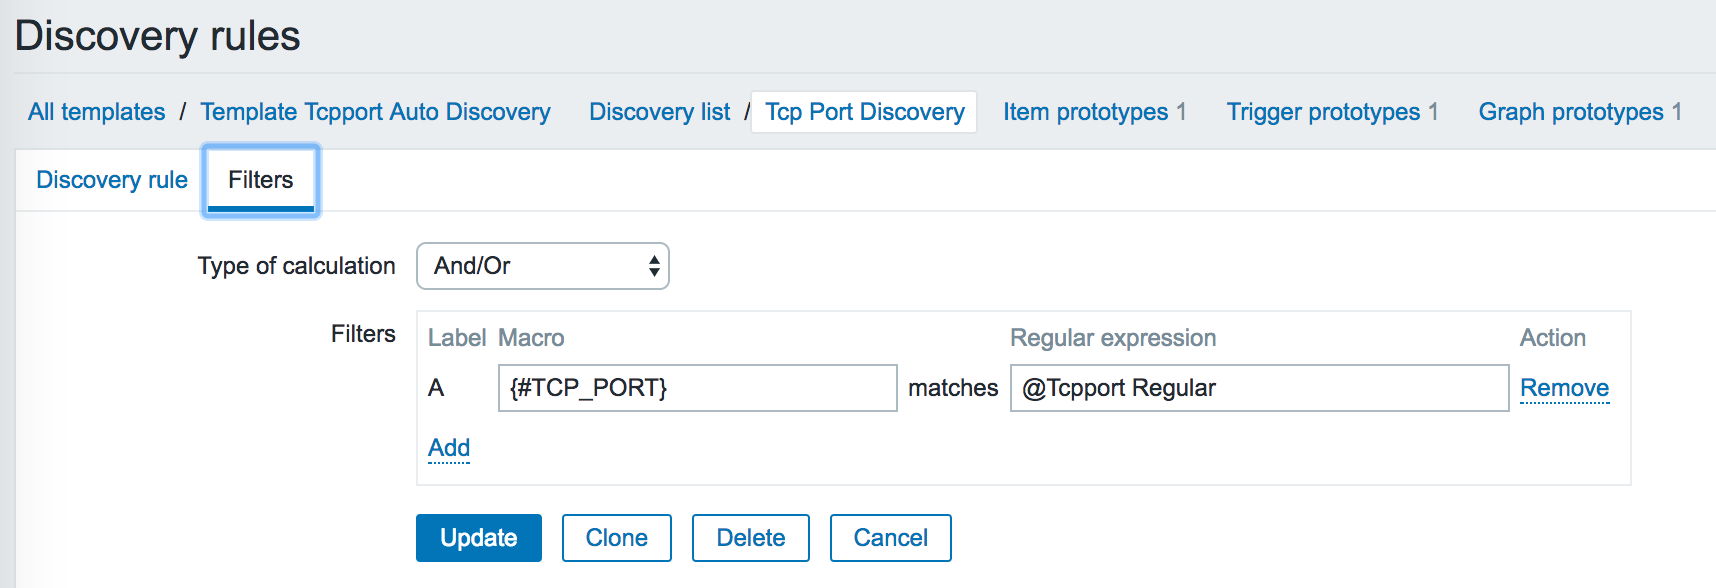 Discovery rules
All templates / Template Tcpport Auto Discovery Discovery list / Tcp Port Discovery Item prototypes 1 Trigger prototypes 1 Graph prototypes 1
Discovery rule Filters
Type of calculation And/Or
Filters Label Macro Regular expression Action
A {#TCP_PORT} matches @Tcpport Regular Remove
Add
Update Clone Delete Cancel